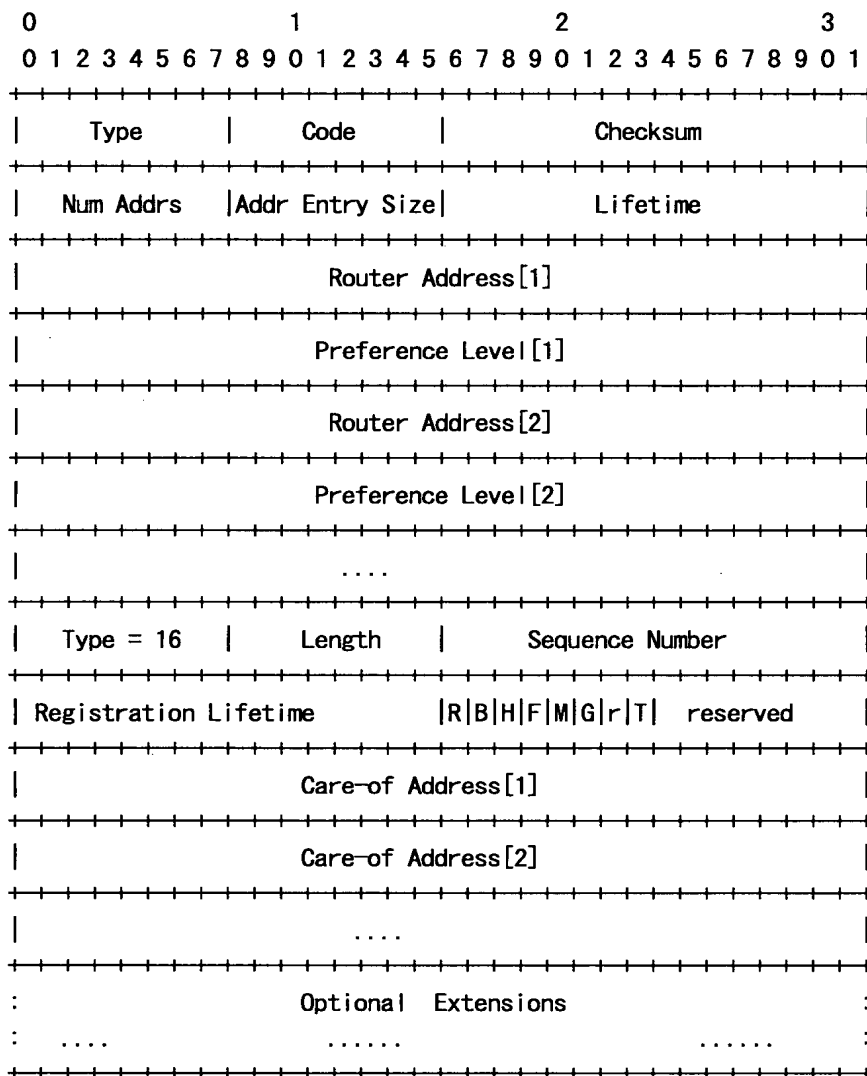 0 1 2 3
0 1 2 3 4 5 6 7 8 9 0 1 2 3 4 5 6 7 8 9 0 1 2 3 4 5 6 7 8 9 0 1
| Type | Code | Checksum |
| Num Addrs |Addr Entry Size| Lifetime |
| Router Address[1] |
| Preference Level[1] |
| Router Address[2] |
| Preference Level[2] |
| .... |
| Type = 16 | Length | Sequence Number |
| Registration Lifetime |R|B|H|F|M|G|r|T| reserved |
| Care-of Address[1] |
| Care-of Address[2] |
| .... |
: Optional Extensions :
: .... ...... ...... :